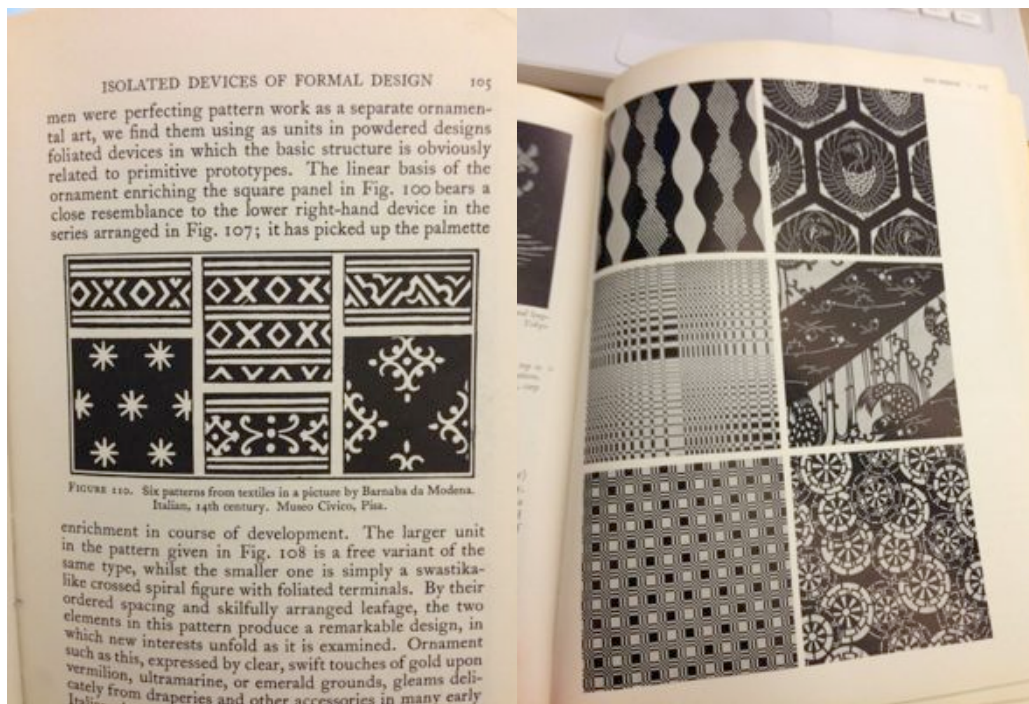 ISOLATED DEVICES OF FORMAL DESIGN 105
men were perfecting pattern work as a separate ornamen-
tal art, we find them using as units in powdered designs
foliated devices in which the basic structure is obviously
related to primitive prototypes. The linear basis of the
ornament enriching the square panel in Fig. 100 bears a
close resemblance to the lower right-hand device in the
series arranged in Fig. 107; it has picked up the palmette
FIGURE 110. Six patterns from textiles in a picture by Barnaba da Modena.
Italian, 14th century. Museo Civico, Pisa.
enrichment in course of development. The larger unit
in the pattern given in Fig. 108 is a free variant of the
same type, whilst the smaller one is simply a swastika-
like crossed spiral figure with foliated terminals. By their
ordered spacing and skilfully arranged leafage, the two
elements in this pattern produce a remarkable design, in
which new interests unfold as it is examined. Ornament
such as this, expressed by clear, swift touches of gold upon
vermilion, ultramarine, or emerald grounds, gleams deli-
cately from draperies and other accessories in many early